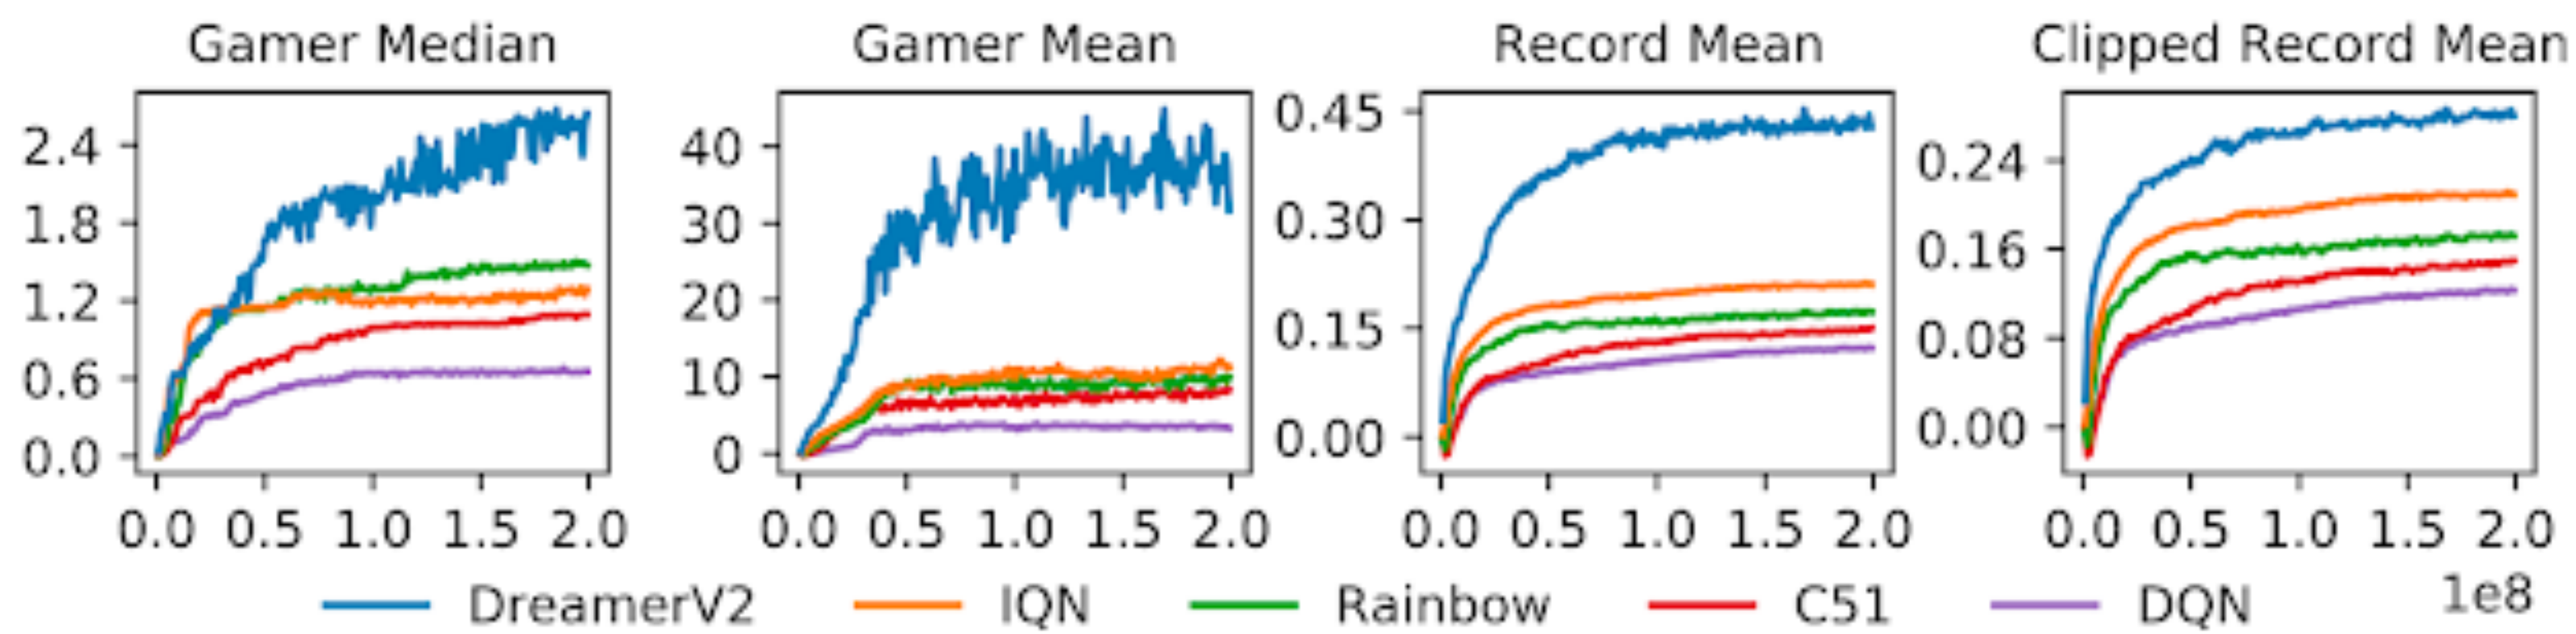 Gamer Median Gamer Mean Record Mean Clipped Record Mean
2.4 40 0.45 0.24
1.8 30 0.30 0.16
1.2 20 0.15 0.08
0.6 10 0.00 0.00
0.0 0
0.0 0.5 1.0 1.5 2.0 0.0 0.5 1.0 1.5 2.0 0.0 0.5 1.0 1.5 2.0 0.0 0.5 1.0 1.5 2.0
DreamerV2 IQN Rainbow C51 DQN 1e8